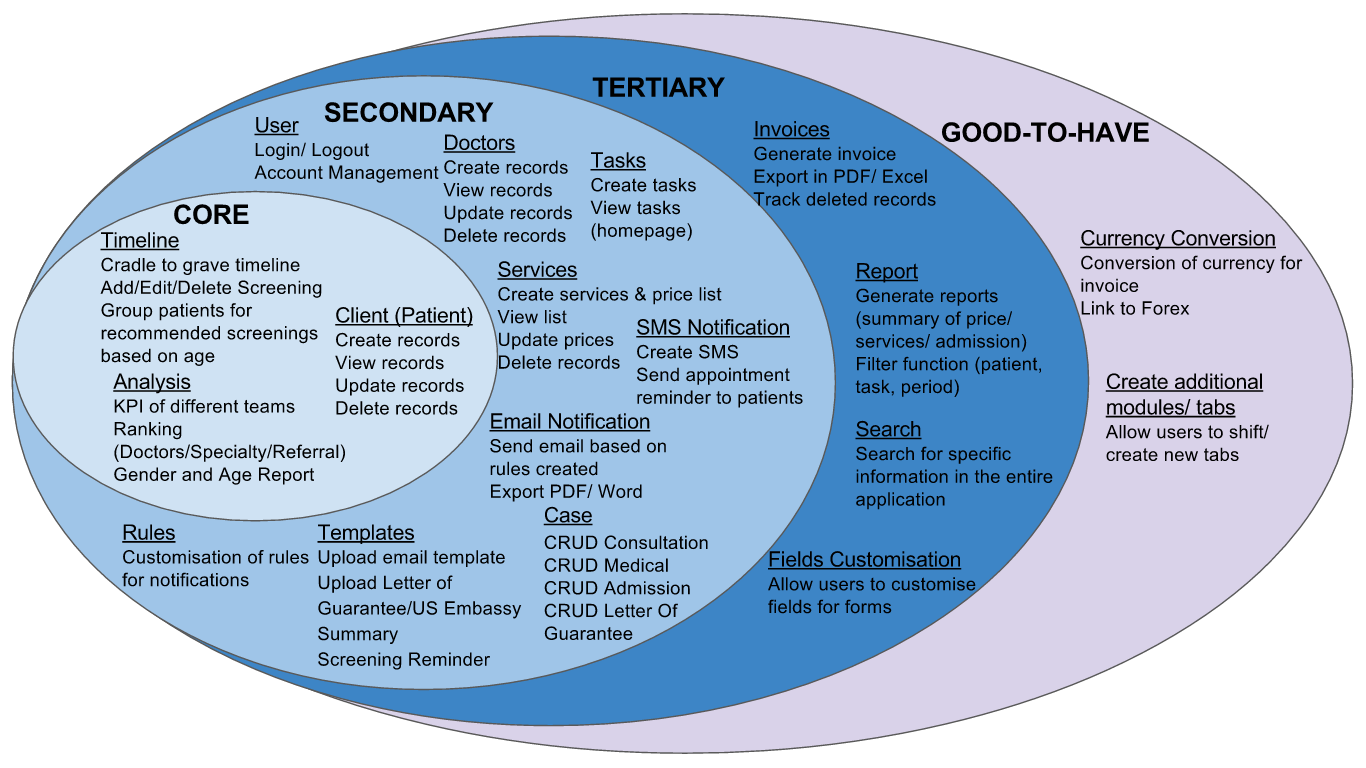 CORE
Timeline
Cradle to grave timeline
Add/Edit/Delete Screening
Group patients for
recommended screenings
based on age
Analysis
KPI of different teams
Ranking
(Doctors/Specialty/Referral)
Gender and Age Report
Client (Patient)
Create records
View records
Update records
Delete records
SECONDARY
User
Login/ Logout
Account Management
Doctors
Create records
View records
Update records
Delete records
Tasks
Create tasks
View tasks
(homepage)
Services
Create services & price list
View list
Update prices
Delete records
SMS Notification
Create SMS
Send appointment
reminder to patients
Email Notification
Send email based on
rules created
Export PDF/ Word
Case
CRUD Consultation
CRUD Medical
CRUD Admission
CRUD Letter Of
Guarantee
Rules
Customisation of rules
for notifications
Templates
Upload email template
Upload Letter of
Guarantee/US Embassy
Summary
Screening Reminder
TERTIARY
Invoices
Generate invoice
Export in PDF/ Excel
Track deleted records
Report
Generate reports
(summary of price/
services/ admission)
Filter function (patient,
task, period)
Search
Search for specific
information in the entire
application
Fields Customisation
Allow users to customise
fields for forms
GOOD-TO-HAVE
Currency Conversion
Conversion of currency for
invoice
Link to Forex
Create additional
modules/ tabs
Allow users to shift/
create new tabs